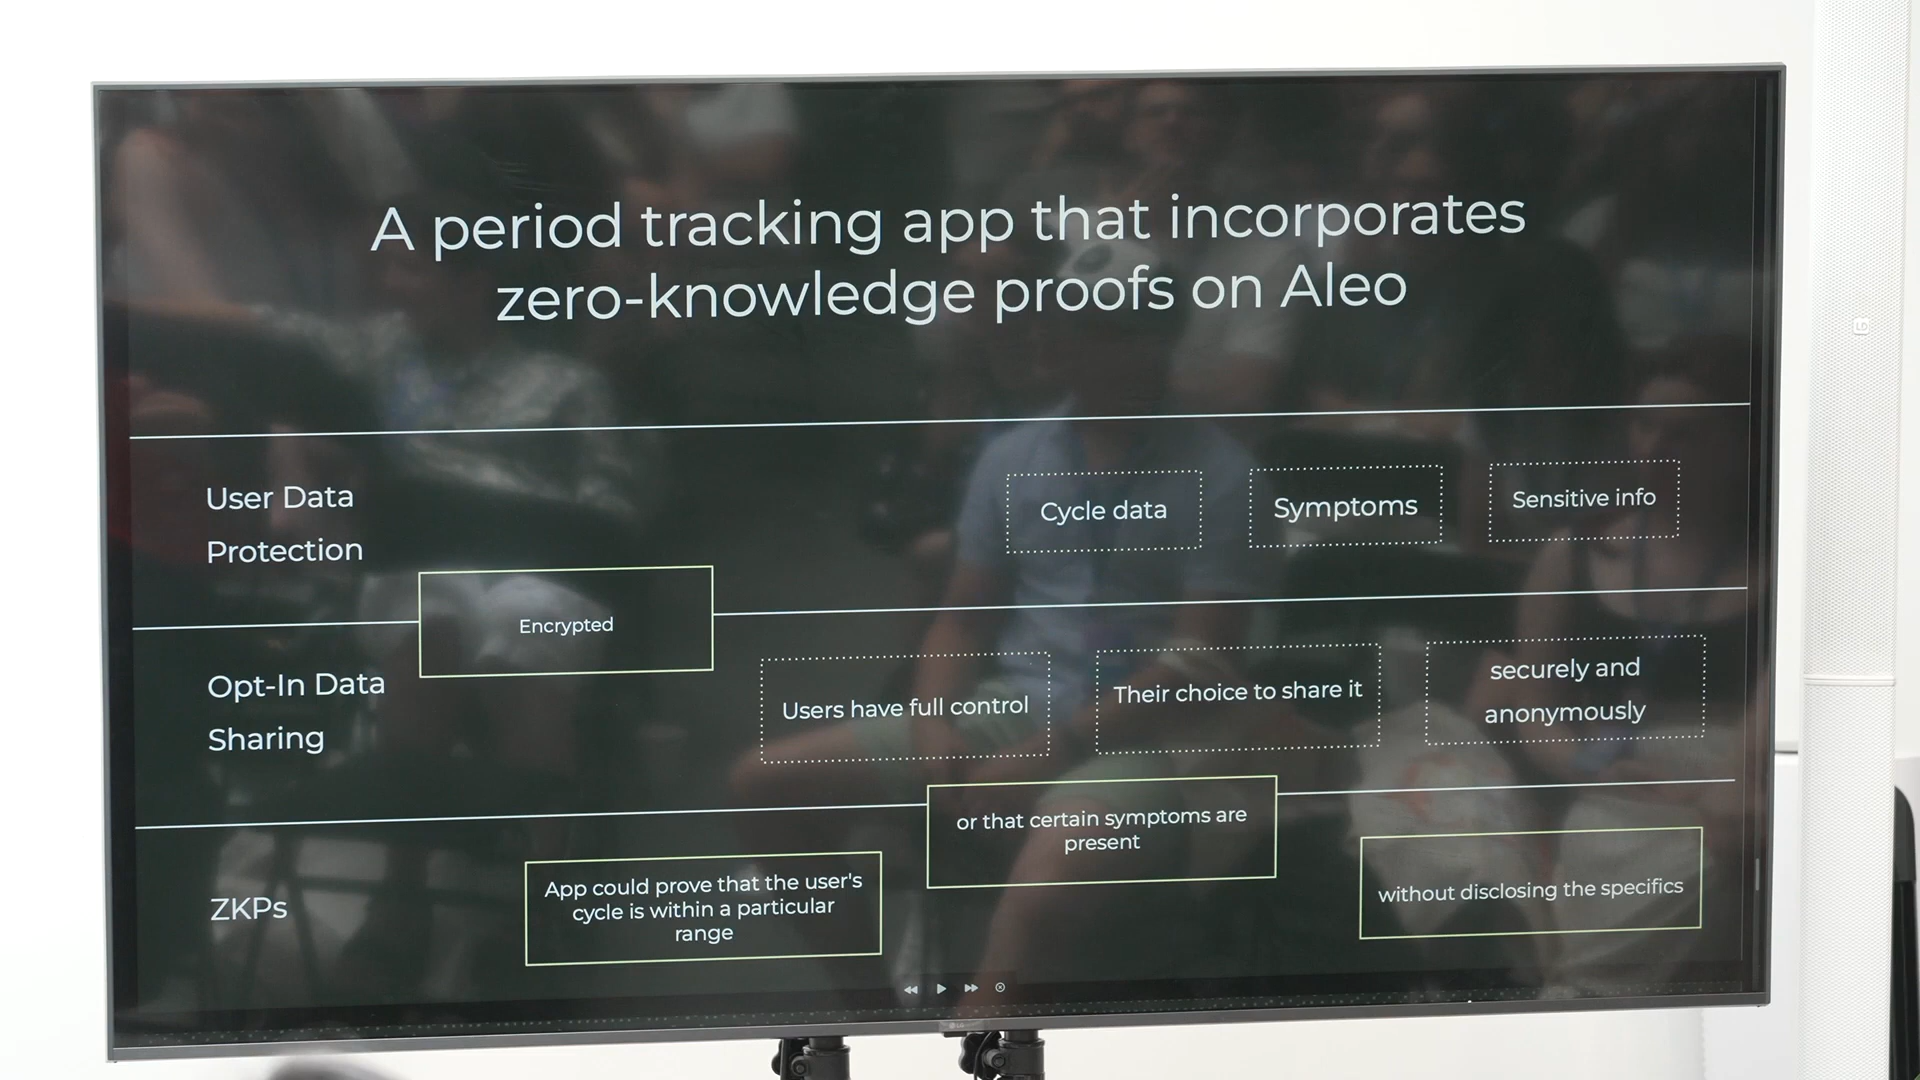 A period tracking app that incorporates
zero-knowledge proofs on Aleo
User Data
Protection
Cycle data
Symptoms
Sensitive info
Encrypted
Opt-In Data
Sharing
Users have full control
Their choice to share it
securely and
anonymously
ZKPs
App could prove that the user's
cycle is within a particular
range
or that certain symptoms are
present
without disclosing the specifics
LG